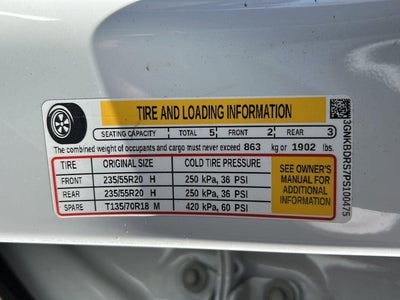 TIRE AND LOADING INFORMATION
SEATING CAPACITY TOTAL 5 FRONT 2 REAR 3
The combined weight of occupants and cargo must never exceed 863 kg or 1902 lbs.
TIRE ORIGINAL SIZE COLD TIRE PRESSURE
FRONT 235/55R20 H 250 kPa, 36 PSI
REAR 235/55R20 H 250 kPa, 36 PSI
SPARE T135/70R18 M 420 kPa, 60 PSI
SEE OWNER'S
MANUAL FOR
ADDITIONAL
INFORMATION
3GNKBDRS7PS100475